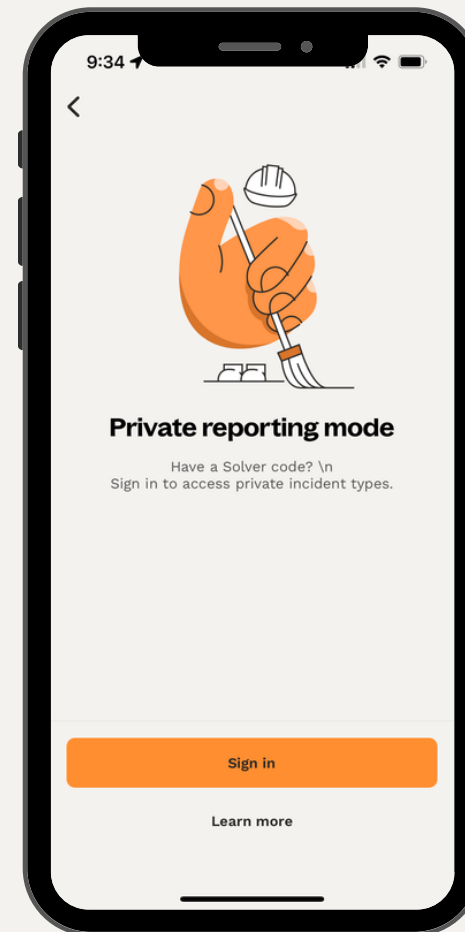 9:34
Private reporting mode
Have a Solver code? \n
Sign in to access private incident types.
Sign in
Learn more